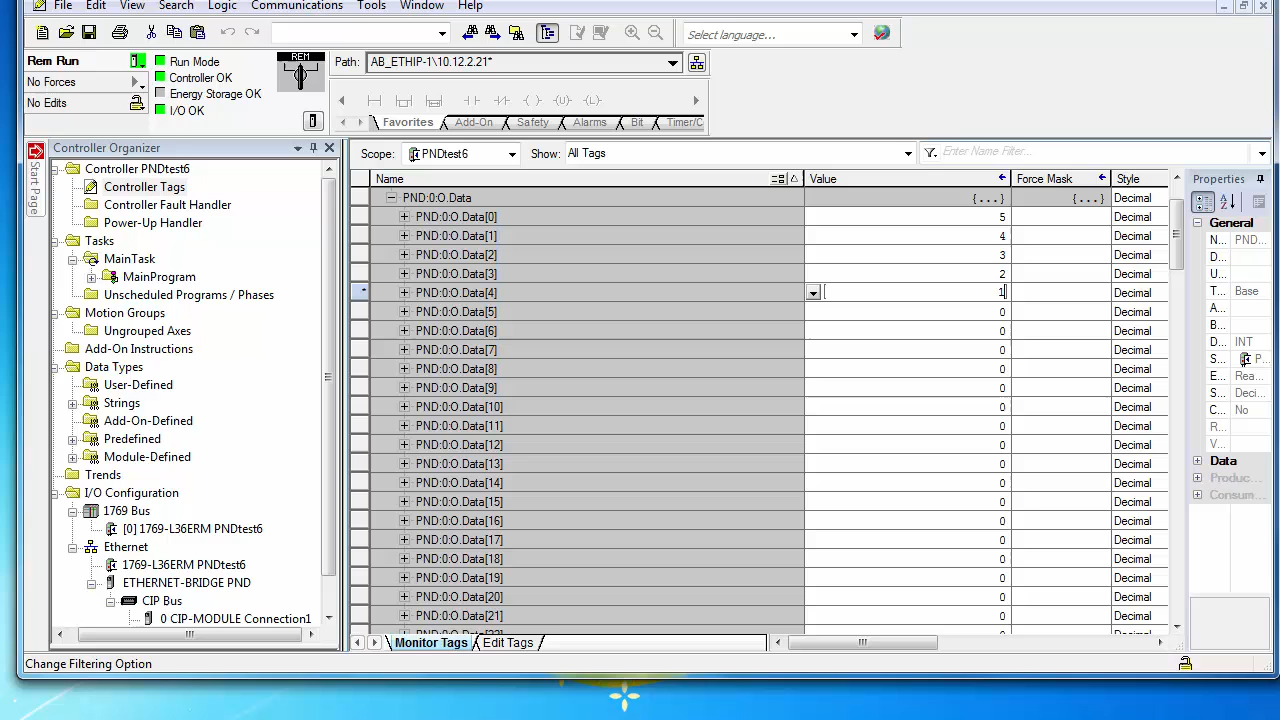 File Edit View Search Logic Communications Tools Window Help
Select language...
Rem Run
No Forces
No Edits
Run Mode
Controller OK
Energy Storage OK
I/O OK
REM
Path: AB_ETHIP-1\10.12.2.21*
Favorites Add-On Safety Alarms Bit Timer/C
Start Page
Controller Organizer
Controller PNDtest6
Controller Tags
Controller Fault Handler
Power-Up Handler
Tasks
MainTask
MainProgram
Unscheduled Programs / Phases
Motion Groups
Ungrouped Axes
Add-On Instructions
Data Types
User-Defined
Strings
Add-On-Defined
Predefined
Module-Defined
Trends
I/O Configuration
1769 Bus
[0] 1769-L36ERM PNDtest6
Ethernet
1769-L36ERM PNDtest6
ETHERNET-BRIDGE PND
CIP Bus
0 CIP-MODULE Connection1
Scope: PNDtest6 Show: All Tags Enter Name Filter...
Name Value Force Mask Style
PND:0:O.Data {...} {...} Decimal
PND:0:O.Data[0] 5 Decimal
PND:0:O.Data[1] 4 Decimal
PND:0:O.Data[2] 3 Decimal
PND:0:O.Data[3] 2 Decimal
PND:0:O.Data[4] 1 Decimal
PND:0:O.Data[5] 0 Decimal
PND:0:O.Data[6] 0 Decimal
PND:0:O.Data[7] 0 Decimal
PND:0:O.Data[8] 0 Decimal
PND:0:O.Data[9] 0 Decimal
PND:0:O.Data[10] 0 Decimal
PND:0:O.Data[11] 0 Decimal
PND:0:O.Data[12] 0 Decimal
PND:0:O.Data[13] 0 Decimal
PND:0:O.Data[14] 0 Decimal
PND:0:O.Data[15] 0 Decimal
PND:0:O.Data[16] 0 Decimal
PND:0:O.Data[17] 0 Decimal
PND:0:O.Data[18] 0 Decimal
PND:0:O.Data[19] 0 Decimal
PND:0:O.Data[20] 0 Decimal
PND:0:O.Data[21] 0 Decimal
Monitor Tags Edit Tags
Properties
General
N... PND...
D...
U...
T... Base
A...
B...
D... INT
S... P...
E... Rea...
S... Deci...
C... No
R...
V...
Data
Produc...
Consum...
Change Filtering Option